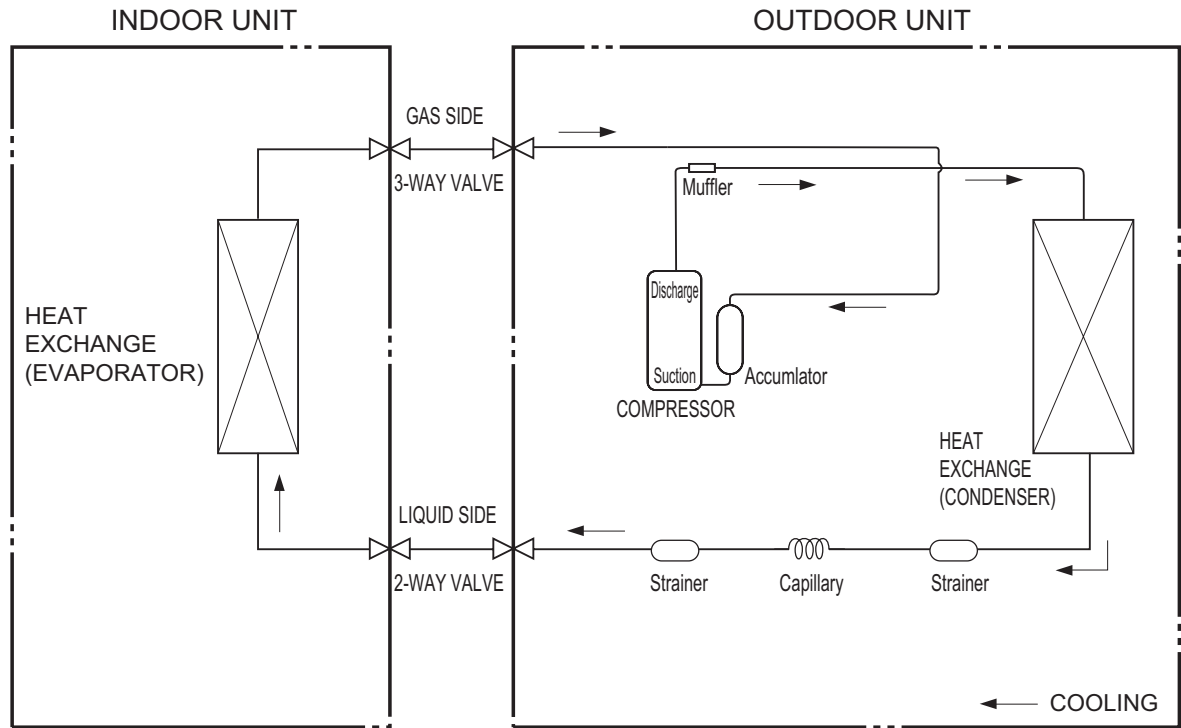 INDOOR UNIT
OUTDOOR UNIT
GAS SIDE
3-WAY VALVE
Muffler
HEAT
EXCHANGE
(EVAPORATOR)
Discharge
Suction
Accumlator
COMPRESSOR
HEAT
EXCHANGE
(CONDENSER)
LIQUID SIDE
2-WAY VALVE
Strainer
Capillary
Strainer
COOLING